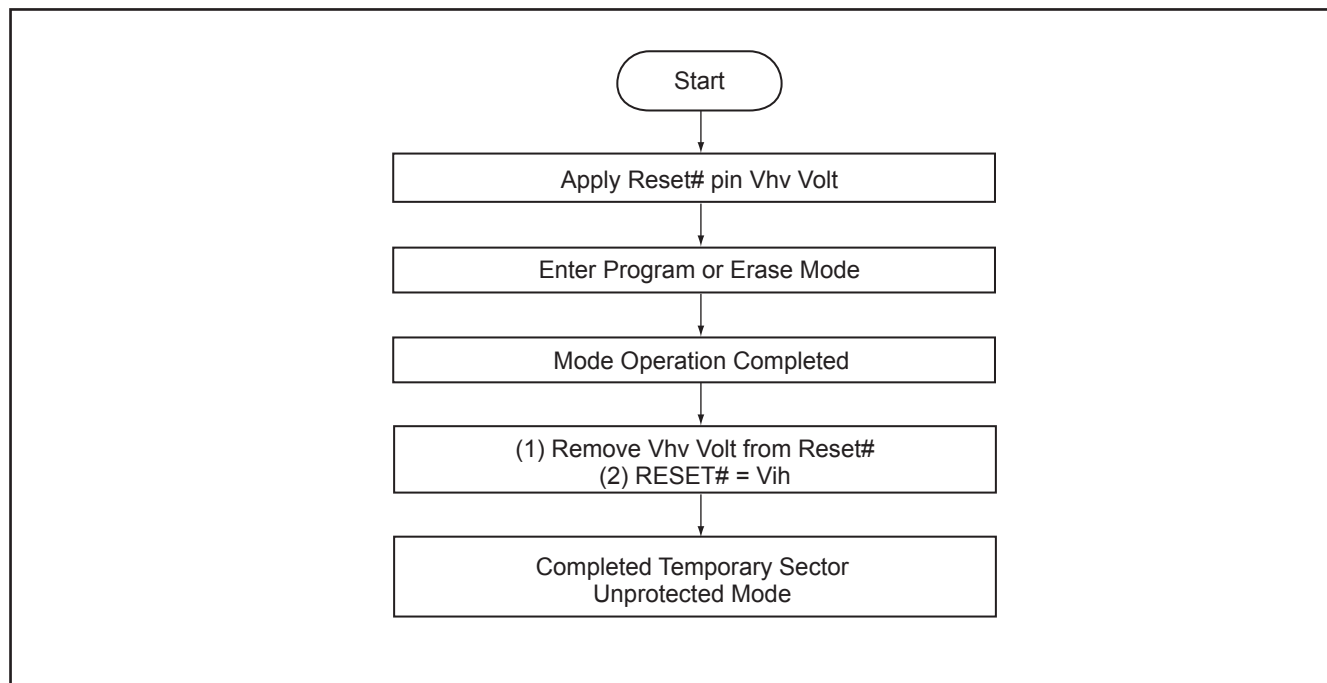 Start
Apply Reset# pin Vhv Volt
Enter Program or Erase Mode
Mode Operation Completed
(1) Remove Vhv Volt from Reset#
(2) RESET# = Vih
Completed Temporary Sector
Unprotected Mode